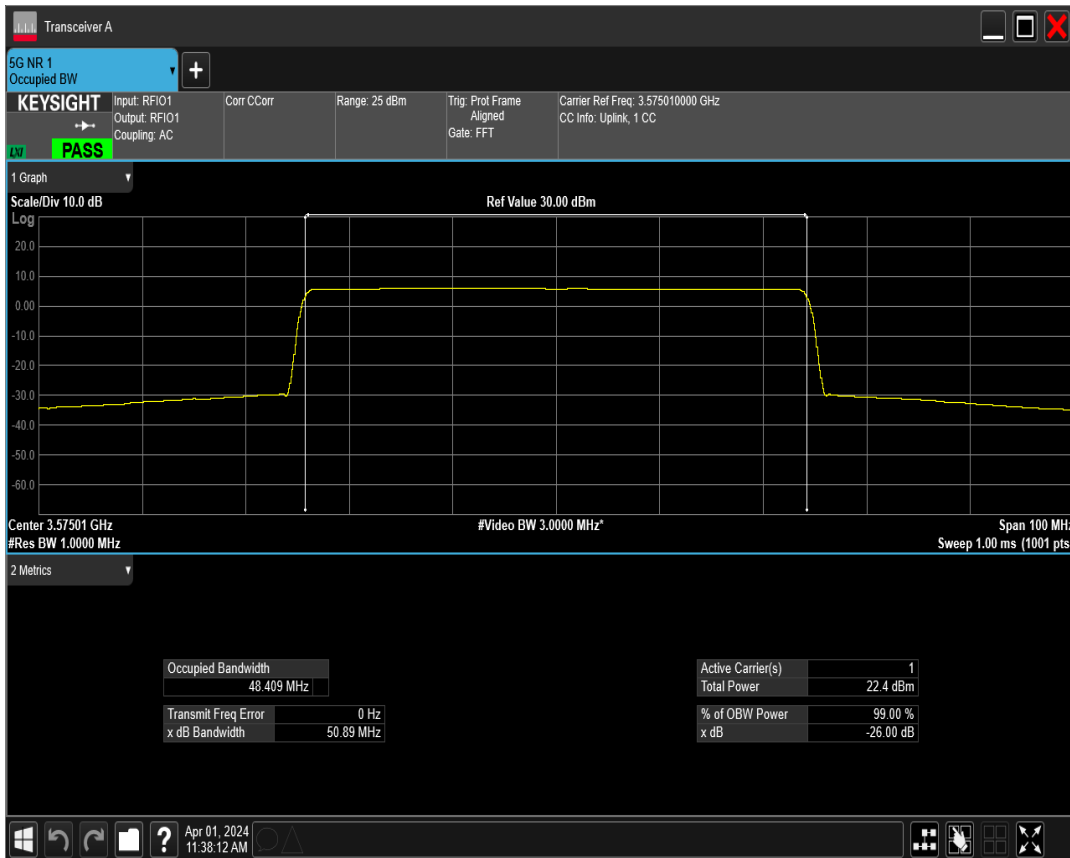 Transceiver A
5G NR 1
Occupied BW
KEYSIGHT
LXI
PASS
Input: RFIO1
Output: RFIO1
Coupling: AC
Corr CCorr
Range: 25 dBm
Trig: Prot Frame
Aligned
Gate: FFT
Carrier Ref Freq: 3.575010000 GHz
CC Info: Uplink, 1 CC
1 Graph
Scale/Div 10.0 dB
Ref Value 30.00 dBm
Log
20.0
10.0
0.00
-10.0
-20.0
-30.0
-40.0
-50.0
-60.0
Center 3.57501 GHz
#Video BW 3.0000 MHz*
Span 100 MHz
#Res BW 1.0000 MHz
Sweep 1.00 ms (1001 pts
2 Metrics
Occupied Bandwidth
48.409 MHz
Transmit Freq Error 0 Hz
x dB Bandwidth 50.89 MHz
Active Carrier(s) 1
Total Power 22.4 dBm
% of OBW Power 99.00 %
x dB -26.00 dB
Apr 01, 2024
11:38:12 AM